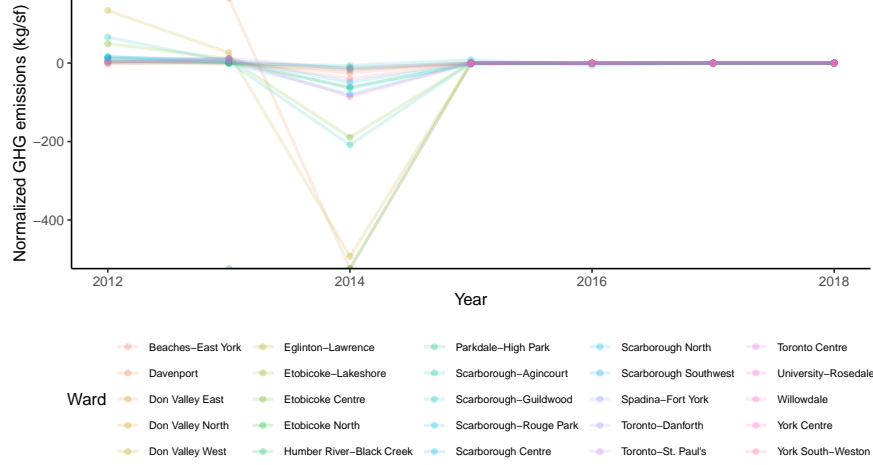 Normalized GHG emissions (kg/sf)
0
−200
−400
2012 2014 2016 2018
Year
Ward
Beaches−East York Eglinton−Lawrence Parkdale−High Park Scarborough North Toronto Centre
Davenport Etobicoke−Lakeshore Scarborough−Agincourt Scarborough Southwest University−Rosedale
Don Valley East Etobicoke Centre Scarborough−Guildwood Spadina−Fort York Willowdale
Don Valley North Etobicoke North Scarborough−Rouge Park Toronto−Danforth York Centre
Don Valley West Humber River−Black Creek Scarborough Centre Toronto−St. Paul's York South−Weston